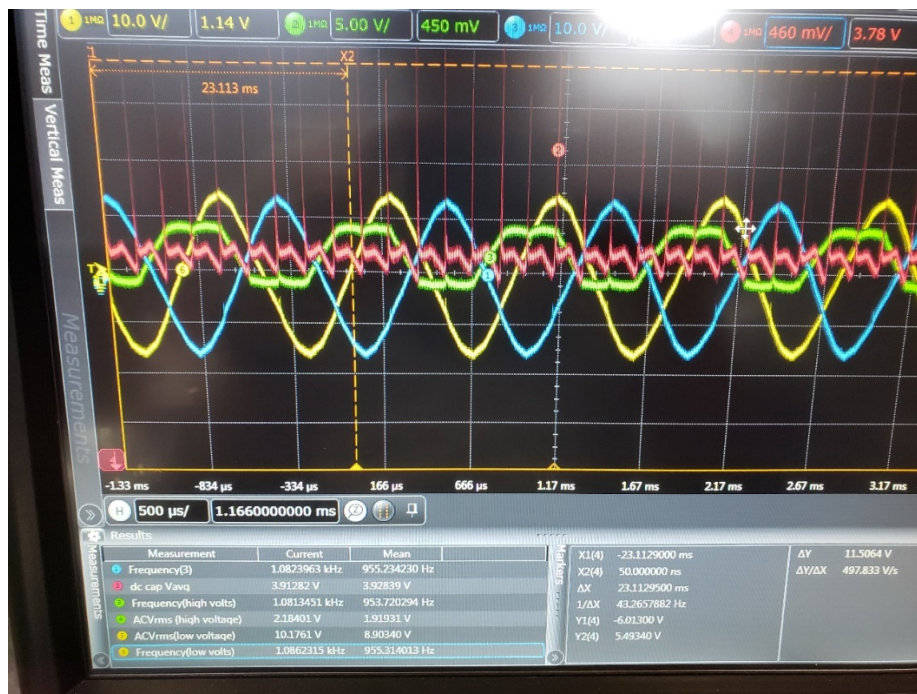 1 1MΩ 10.0 V/ 1.14 V 2 1MΩ 5.00 V/ 450 mV 3 1MΩ 10.0 V/ 4 1MΩ 460 mV/ 3.78 V
Time Meas
Vertical Meas
Measurements
X2
23.113 ms
T
-1.33 ms -834 µs -334 µs 166 µs 666 µs 1.17 ms 1.67 ms 2.17 ms 2.67 ms 3.17 ms
H 500 µs/ 1.1660000000 ms Z
Results
Measurements
Measurement Current Mean
Frequency(3) 1.0823963 kHz 955.234230 Hz
dc cap Vavg 3.91282 V 3.92839 V
Frequency(high volts) 1.0813451 kHz 953.720294 Hz
ACVrms (high voltage) 2.18401 V 1.91931 V
ACVrms(low voltage) 10.1761 V 8.90340 V
Frequency(low volts) 1.0862315 kHz 955.314013 Hz
Markers
X1(4) -23.1129000 ms
X2(4) 50.000000 ns
ΔX 23.1129500 ms
1/ΔX 43.2657882 Hz
Y1(4) -6.01300 V
Y2(4) 5.49340 V
ΔY 11.5064 V
ΔY/ΔX 497.833 V/s